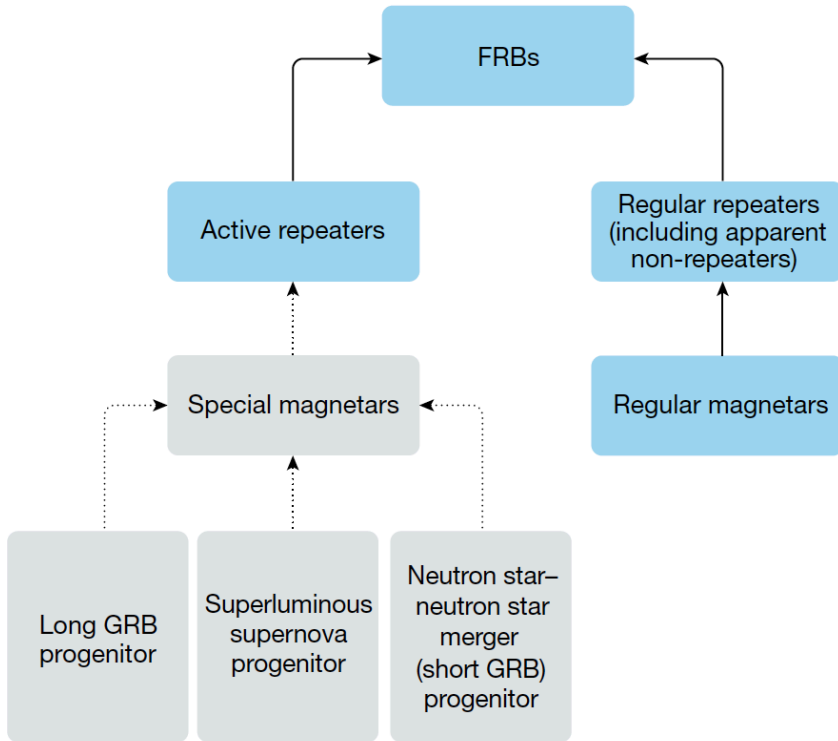 FRBs
Active repeaters
Regular repeaters
(including apparent
non-repeaters)
Special magnetars
Regular magnetars
Long GRB
progenitor
Superluminous
supernova
progenitor
Neutron star–
neutron star
merger
(short GRB)
progenitor